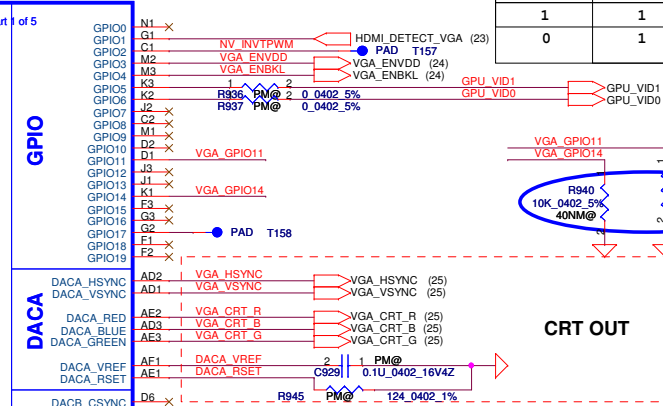 1 1
0 1
rt 1 of 5
GPIO
GPIO0 N1
GPIO1 G1 HDMI_DETECT_VGA (23)
GPIO2 C1 NV_INVTPWM PAD T157
GPIO3 M2 VGA_ENVDD VGA_ENVDD (24)
GPIO4 M3 VGA_ENBKL VGA_ENBKL (24)
GPIO5 K3 1 2 GPU_VID1 GPU_VID1
R936 PM@ 0_0402_5%
GPIO6 K2 1 2 GPU_VID0 GPU_VID0
R937 PM@ 0_0402_5%
GPIO7 J2
GPIO8 C2
GPIO9 M1
GPIO10 D2
GPIO11 D1 VGA_GPIO11
GPIO12 J3
GPIO13 J1
GPIO14 K1 VGA_GPIO14
GPIO15 F3
GPIO16 G3
GPIO17 G2 PAD T158
GPIO18 F1
GPIO19 F2
VGA_GPIO11
VGA_GPIO14
1
R940
10K_0402_5%
40NM@
2
2
DACA
DACA_HSYNC AD2 VGA_HSYNC VGA_HSYNC (25)
DACA_VSYNC AD1 VGA_VSYNC VGA_VSYNC (25)
DACA_RED AE2 VGA_CRT_R VGA_CRT_R (25)
DACA_BLUE AD3 VGA_CRT_B VGA_CRT_B (25)
DACA_GREEN AE3 VGA_CRT_G VGA_CRT_G (25)
CRT OUT
DACA_VREF AF1 DACA_VREF 2 1 PM@
C929 0.1U_0402_16V4Z
DACA_RSET AE1 DACA_RSET
R945 PM@ 124_0402_1%
DACB_CSYNC D6